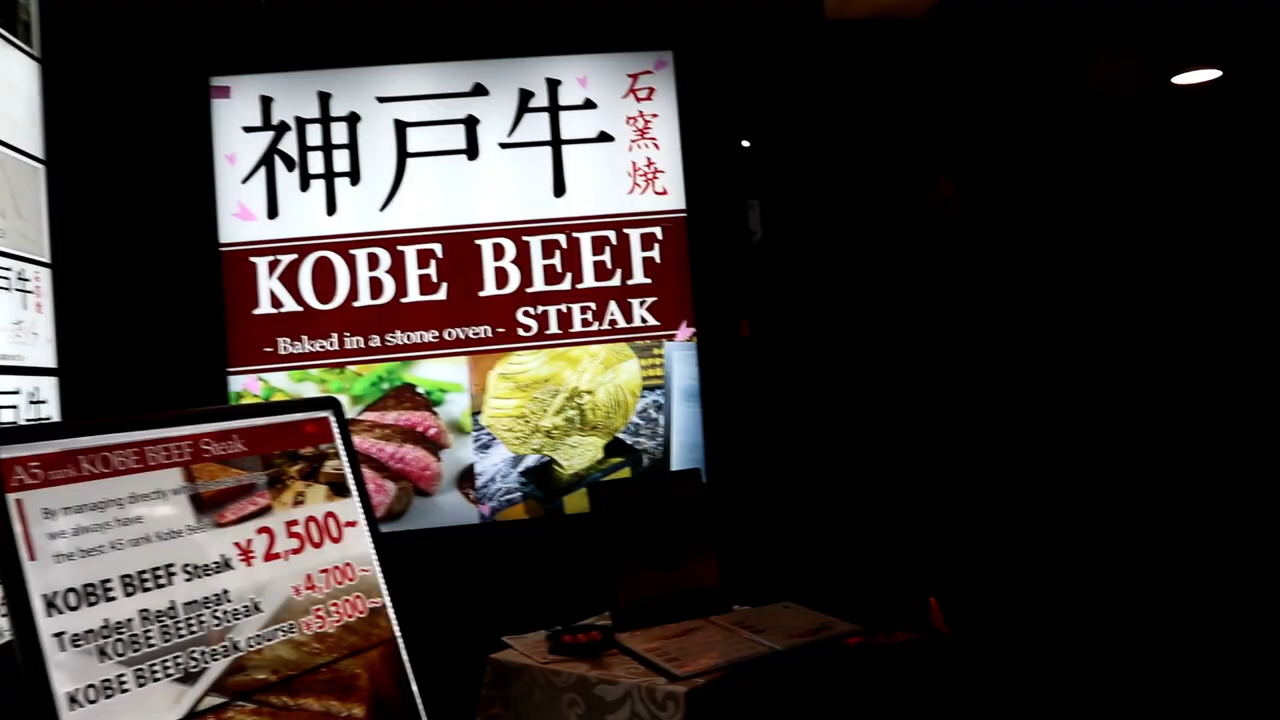 神戸牛
石窯焼
KOBE BEEF
~Baked in a stone oven~ STEAK
A5 rank KOBE BEEF Steak
By managing directly
we always have
the best A5 rank Kobe Beef
KOBE BEEF Steak ¥2,500~
Tender Red meat
KOBE BEEF Steak ¥4,700~
KOBE BEEF Steak course ¥5,300~